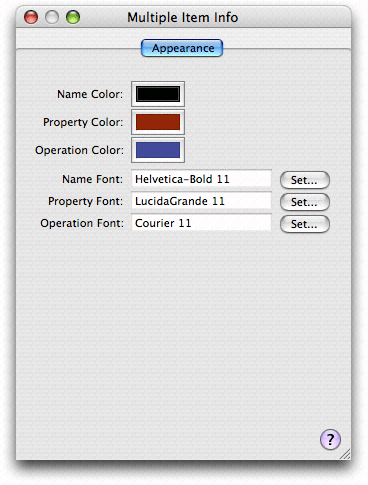 Multiple Item Info
Appearance
Name Color:
Property Color:
Operation Color:
Name Font: Helvetica-Bold 11 Set...
Property Font: LucidaGrande 11 Set...
Operation Font: Courier 11 Set...
?